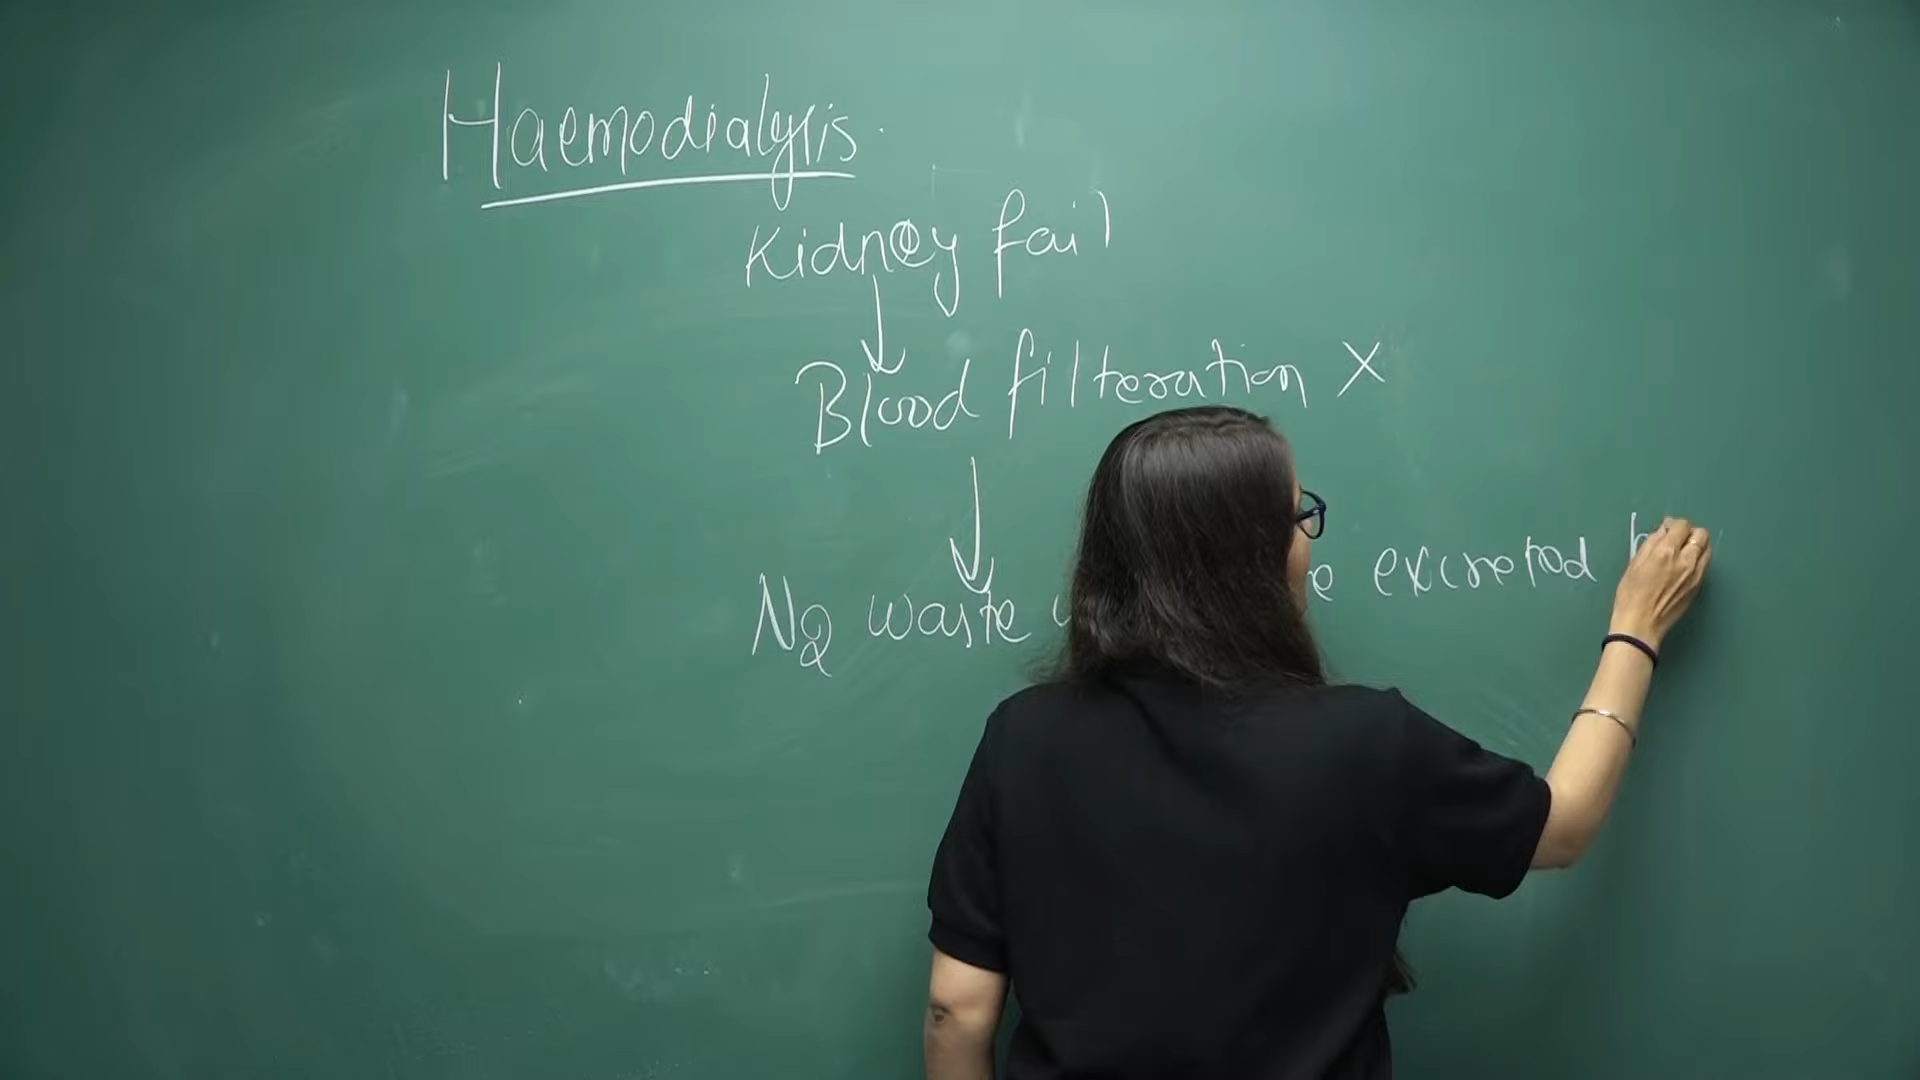 Haemodialysis
Kidney fail
Blood filteration X
N2 waste excreted